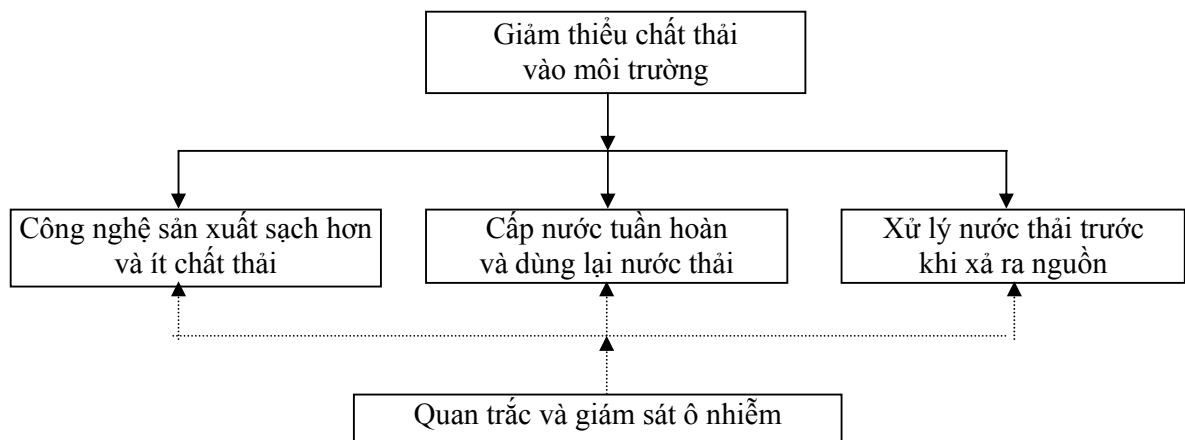 Giảm thiểu chất thải
vào môi trường
Công nghệ sản xuất sạch hơn
và ít chất thải
Cấp nước tuần hoàn
và dùng lại nước thải
Xử lý nước thải trước
khi xả ra nguồn
Quan trắc và giám sát ô nhiễm